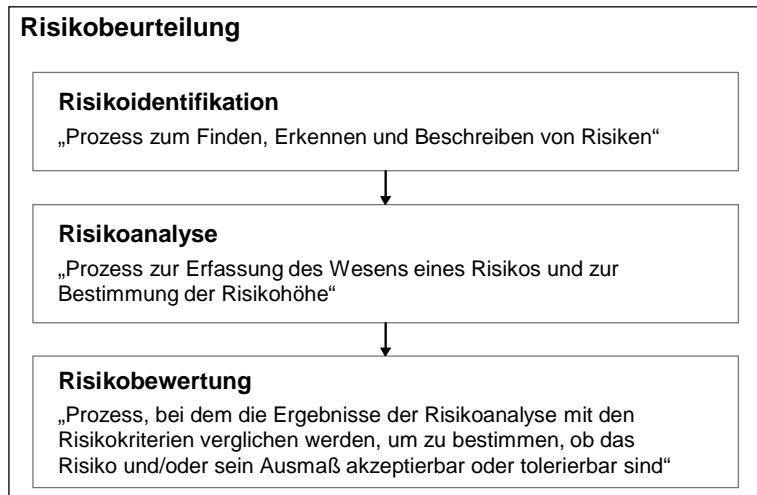 Risikobeurteilung
Risikoidentifikation
„Prozess zum Finden, Erkennen und Beschreiben von Risiken“
Risikoanalyse
„Prozess zur Erfassung des Wesens eines Risikos und zur
Bestimmung der Risikohöhe“
Risikobewertung
„Prozess, bei dem die Ergebnisse der Risikoanalyse mit den
Risikokriterien verglichen werden, um zu bestimmen, ob das
Risiko und/oder sein Ausmaß akzeptierbar oder tolerierbar sind“